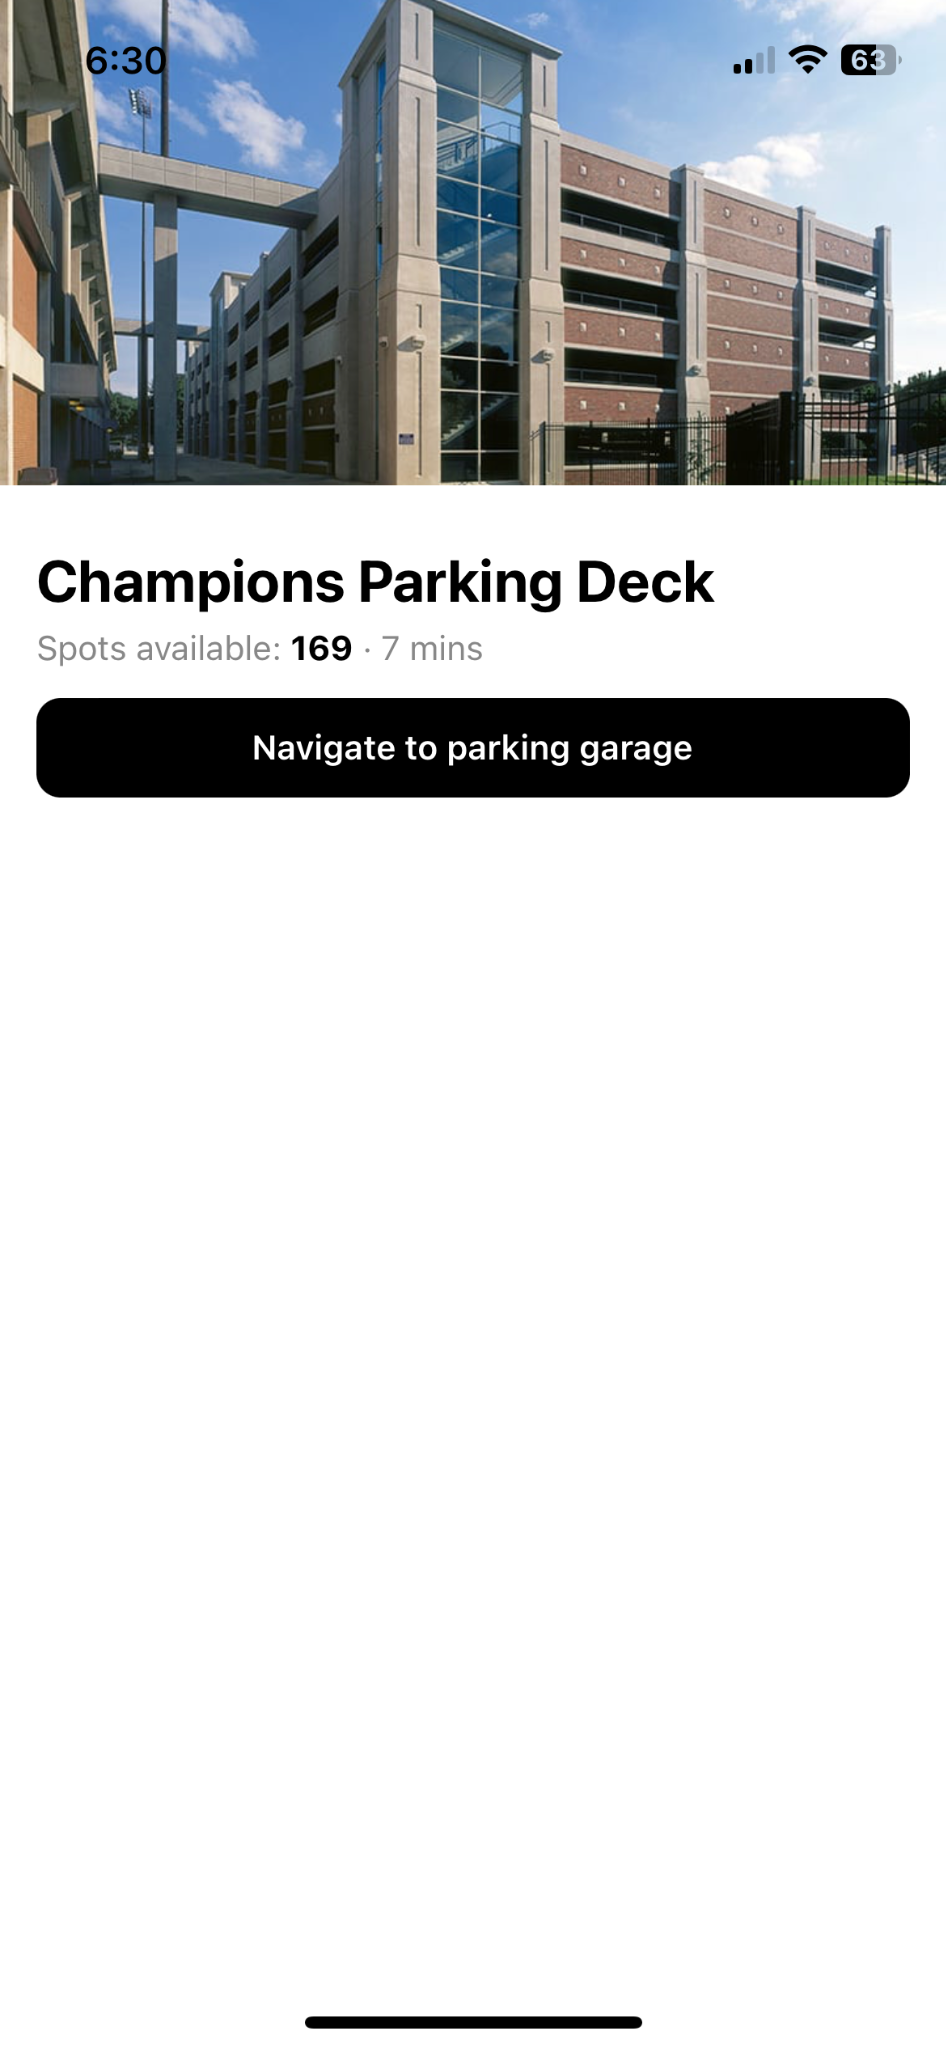 6:30
63
Champions Parking Deck
Spots available: 169 · 7 mins
Navigate to parking garage